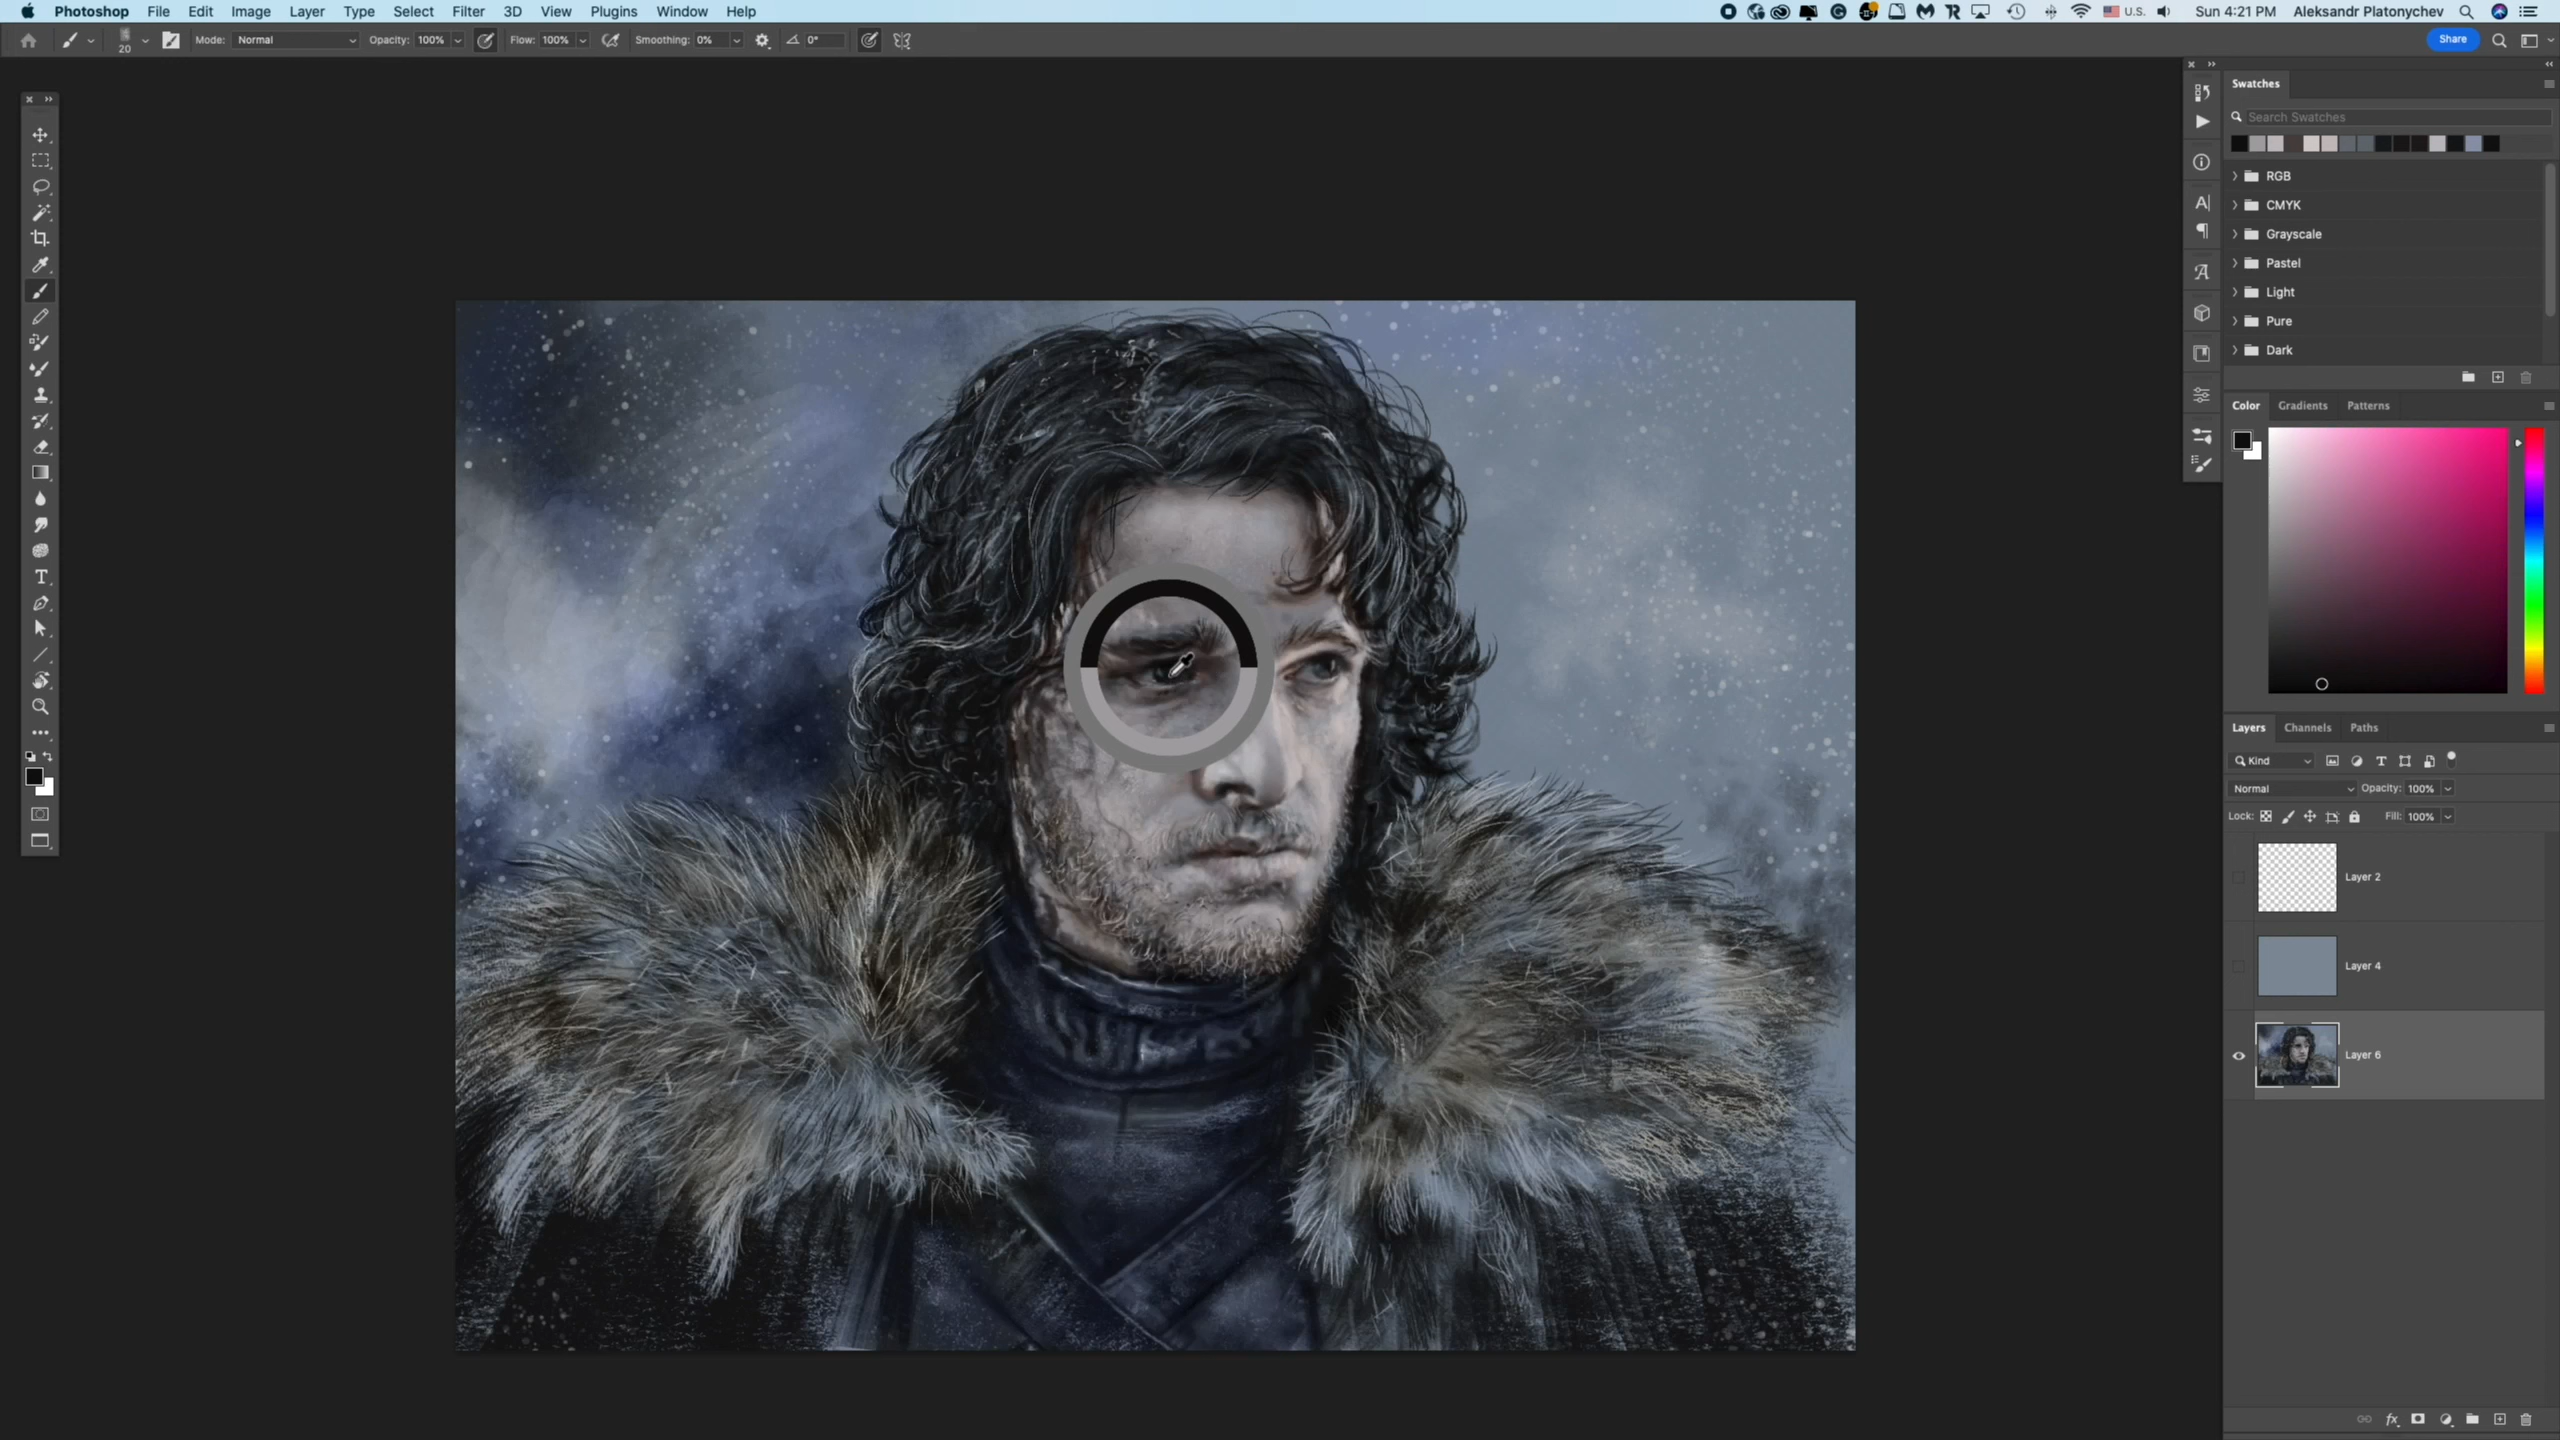 Photoshop File Edit Image Layer Type Select Filter 3D View Plugins Window Help U.S. Sun 4:21 PM Aleksandr Platonychev
20 Mode: Normal Opacity: 100% Flow: 100% Smoothing: 0% 0° Share
Swatches
Search Swatches
RGB
CMYK
Grayscale
Pastel
Light
Pure
Dark
Color Gradients Patterns
Layers Channels Paths
Kind
Normal Opacity: 100%
Lock: Fill: 100%
Layer 2
Layer 4
Layer 6
fx